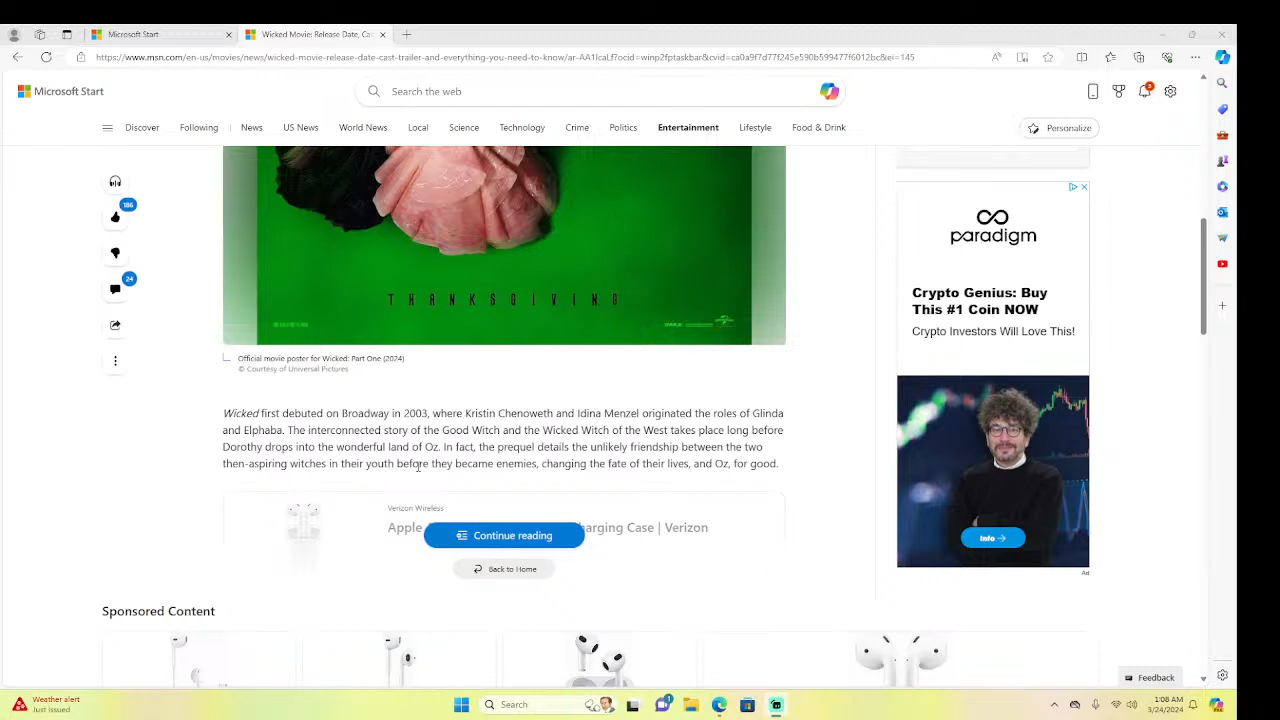 Microsoft Start
Wicked Movie: Release Date, Ca
https://www.msn.com/en-us/movies/news/wicked-movie-release-date-cast-trailer-and-everything-you-need-to-know/ar-AA1lcaLf?ocid=winp2fptaskbar&cvid=ca0a9f7d77f245e590b599477f6012bc&ei=145
Microsoft Start
Search the web
3
Discover
Following
News
US News
World News
Local
Science
Technology
Crime
Politics
Entertainment
Lifestyle
Food & Drink
Personalize
186
24
THANKSGIVING
Official movie poster for Wicked: Part One (2024)
© Courtesy of Universal Pictures
Wicked first debuted on Broadway in 2003, where Kristin Chenoweth and Idina Menzel originated the roles of Glinda
and Elphaba. The interconnected story of the Good Witch and the Wicked Witch of the West takes place long before
Dorothy drops into the wonderful land of Oz. In fact, the prequel details the unlikely friendship between the two
then-aspiring witches in their youth before they became enemies, changing the fate of their lives, and Oz, for good.
Verizon Wireless
Apple
harging Case | Verizon
Continue reading
Back to Home
Sponsored Content
paradigm
Crypto Genius: Buy
This #1 Coin NOW
Crypto Investors Will Love This!
Info
Ad
Feedback
Weather alert
Just issued
Search
1
1:08 AM
3/24/2024